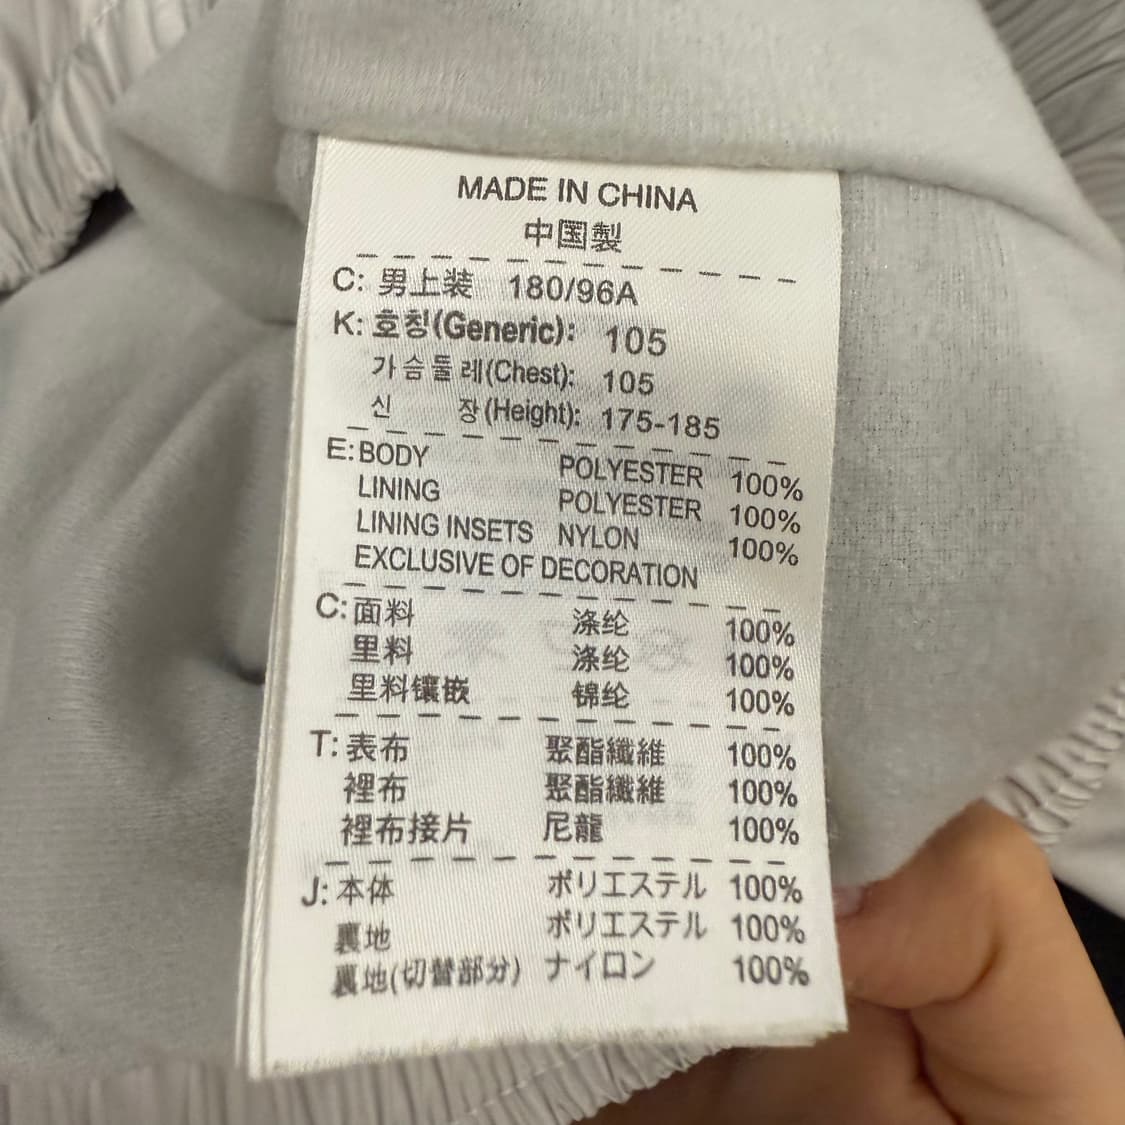 MADE IN CHINA
中国製
C: 男上装 180/96A
K: 호칭(Generic): 105
가슴둘레(Chest): 105
신 장(Height): 175-185
E: BODY POLYESTER 100%
LINING POLYESTER 100%
LINING INSETS NYLON 100%
EXCLUSIVE OF DECORATION
C: 面料 涤纶 100%
里料 涤纶 100%
里料镶嵌 锦纶 100%
T: 表布 聚酯纖維 100%
裡布 聚酯纖維 100%
裡布接片 尼龍 100%
J: 本体 ポリエステル 100%
裏地 ポリエステル 100%
裏地(切替部分) ナイロン 100%